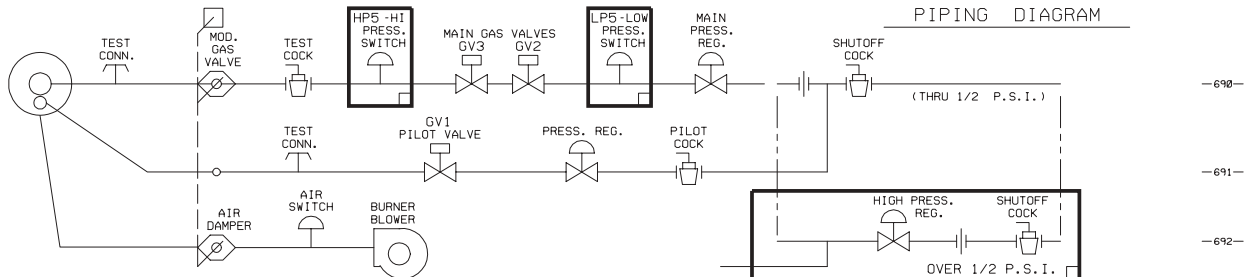 PIPING DIAGRAM
HP5-HI
PRESS.
SWITCH
LP5-LOW
PRESS.
SWITCH
MAIN
PRESS.
REG.
TEST
CONN.
MOD.
GAS
VALVE
TEST
COCK
MAIN GAS VALVES
GV3 GV2
SHUTOFF
COCK
-690-
(THRU 1/2 P.S.I.)
TEST
CONN.
GV1
PILOT VALVE
PRESS. REG.
PILOT
COCK
-691-
AIR
DAMPER
AIR
SWITCH
BURNER
BLOWER
HIGH PRESS.
REG.
SHUTOFF
COCK
-692-
OVER 1/2 P.S.I.